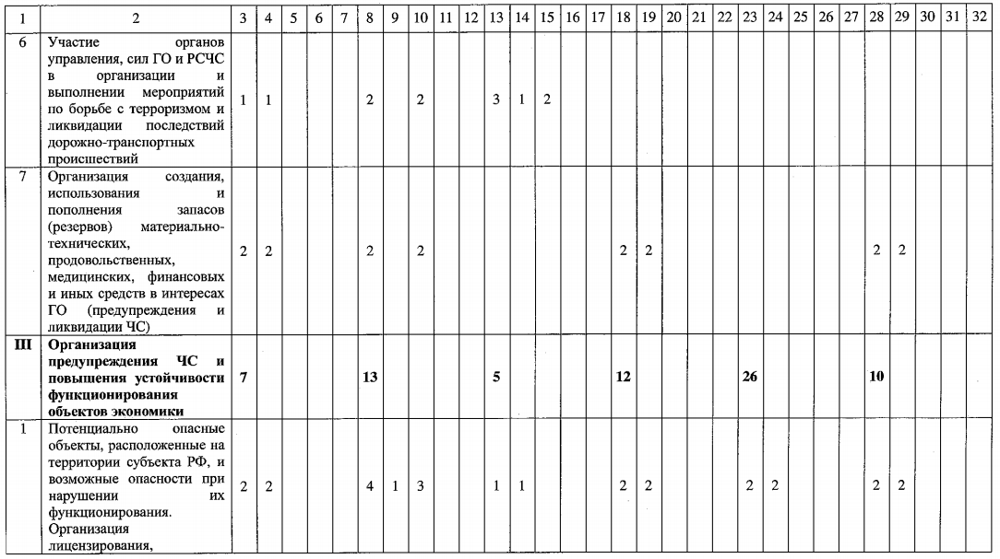 1 2 3 4 5 6 7 8 9 10 11 12 13 14 15 16 17 18 19 20 21 22 23 24 25 26 27 28 29 30 31 32
6 Участие органов
управления, сил ГО и РСЧС
в организации и
выполнении мероприятий
по борьбе с терроризмом и 1 1 2 2 3 1 2
ликвидации последствий
дорожно-транспортных
происшествий
7 Организация создания,
использования и
пополнения запасов
(резервов) материально-
технических, 2 2 2 2 2 2 2 2
продовольственных,
медицинских, финансовых
и иных средств в интересах
ГО (предупреждения и
ликвидации ЧС)
III Организация
предупреждения ЧС и
повышения устойчивости 7 13 5 12 26 10
функционирования
объектов экономики
1 Потенциально опасные
объекты, расположенные на
территории субъекта РФ, и
возможные опасности при 2 2 4 1 3 1 1 2 2 2 2 2 2
нарушении их
функционирования.
Организация
лицензирования,